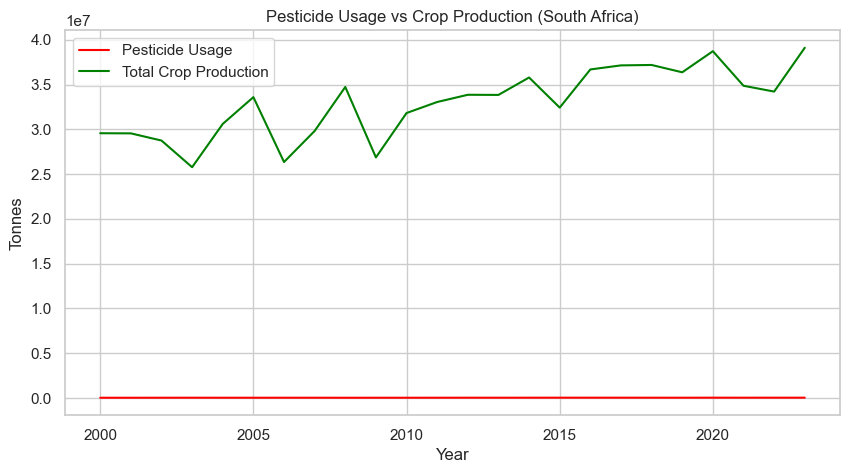 Pesticide Usage vs Crop Production (South Africa)
1e7
Pesticide Usage
Total Crop Production
4.0
3.5
3.0
2.5
2.0
1.5
1.0
0.5
0.0
Tonnes
2000 2005 2010 2015 2020
Year